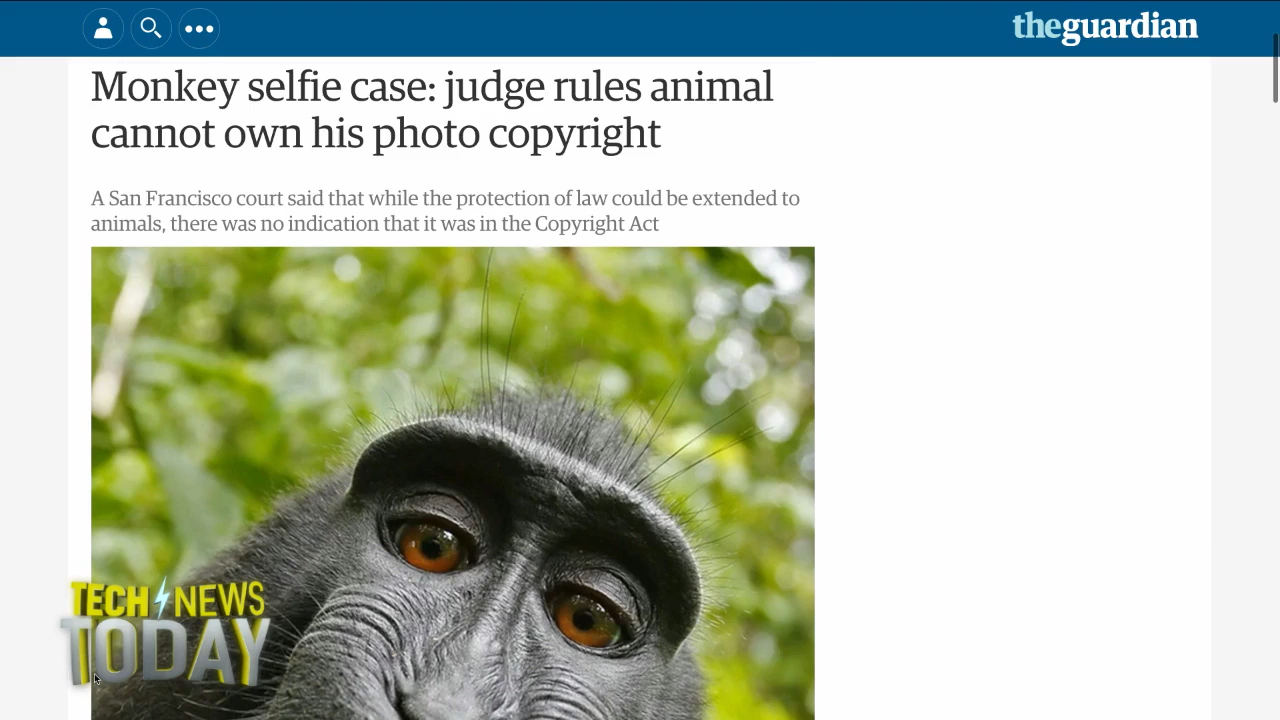 theguardian
Monkey selfie case: judge rules animal
cannot own his photo copyright
A San Francisco court said that while the protection of law could be extended to
animals, there was no indication that it was in the Copyright Act
TECH NEWS
TODAY